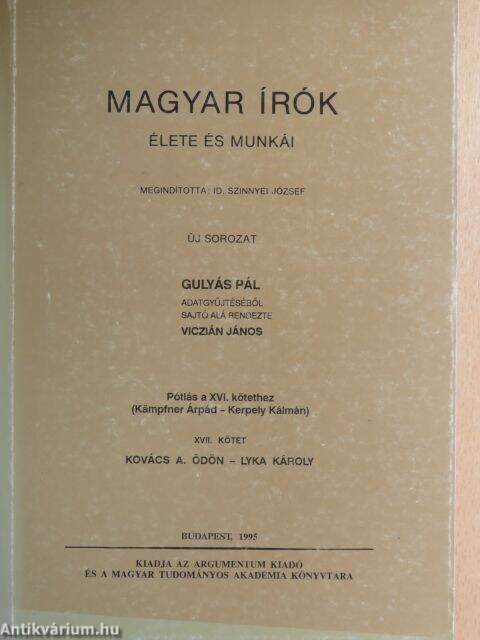 MAGYAR ÍRÓK
ÉLETE ÉS MUNKÁI
MEGINDÍTOTTA: ID. SZINNYEI JÓZSEF
ÚJ SOROZAT
GULYÁS PÁL
ADATGYŰJTÉSÉBŐL
SAJTÓ ALÁ RENDEZTE
VICZIÁN JÁNOS
Pótlás a XVI. kötethez
(Kämpfner Árpád – Kerpely Kálmán)
XVII. KÖTET
KOVÁCS A. ÖDÖN – LYKA KÁROLY
BUDAPEST, 1995
KIADJA AZ ARGUMENTUM KIADÓ
ÉS A MAGYAR TUDOMÁNYOS AKADÉMIA KÖNYVTARA
Antikvárium.hu